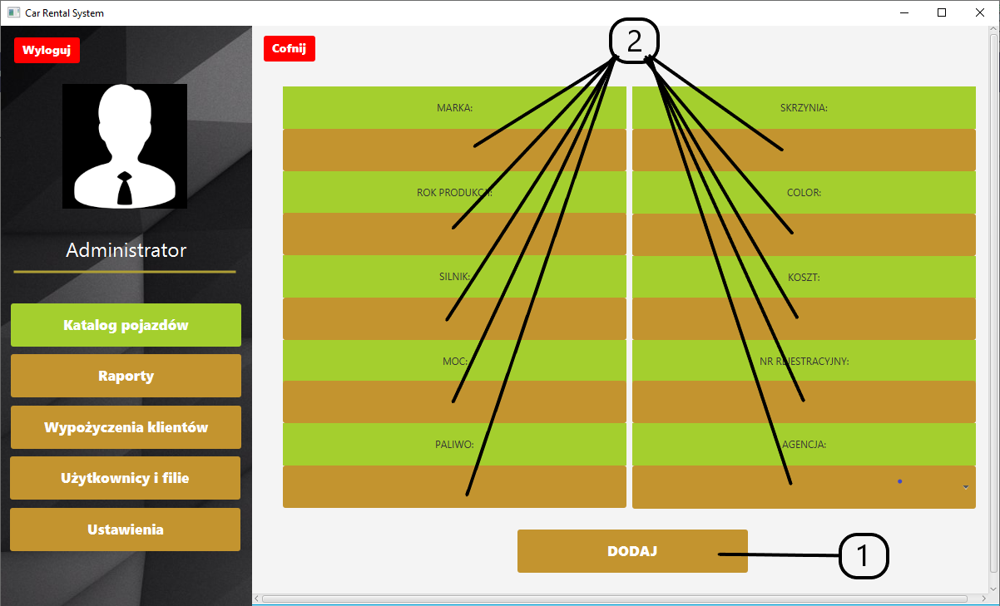 Car Rental System
Wyloguj
Administrator
Katalog pojazdów
Raporty
Wypożyczenia klientów
Użytkownicy i filie
Ustawienia
Cofnij
2
MARKA:
SKRZYNIA:
ROK PRODUKCJI:
COLOR:
SILNIK:
KOSZT:
MOC:
NR REJESTRACYJNY:
PALIWO:
AGENCJA:
DODAJ
1